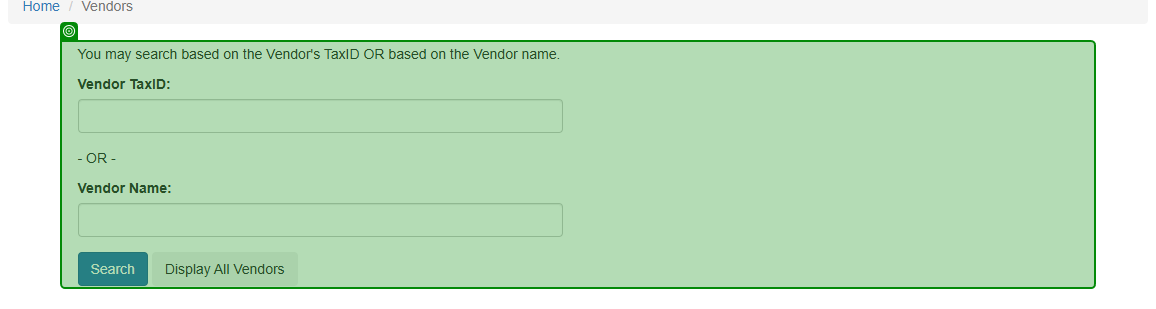 Home / Vendors
You may search based on the Vendor's TaxID OR based on the Vendor name.
Vendor TaxID:
- OR -
Vendor Name:
Search Display All Vendors